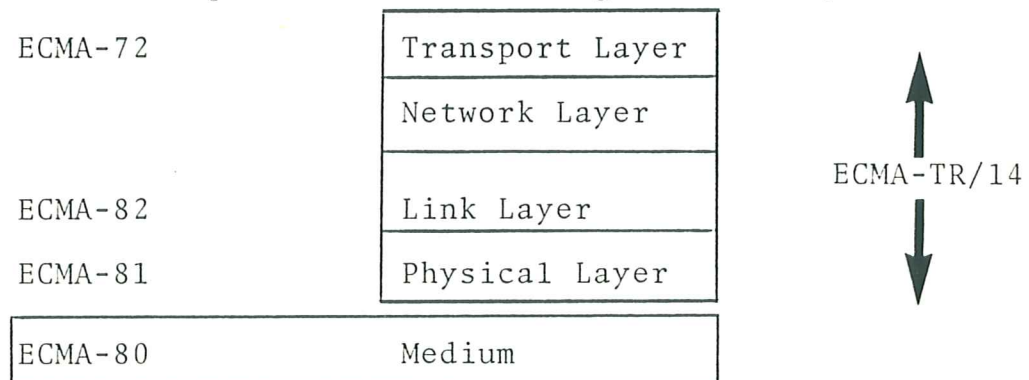 ECMA-72 Transport Layer
Network Layer
ECMA-TR/14
ECMA-82 Link Layer
ECMA-81 Physical Layer
ECMA-80 Medium